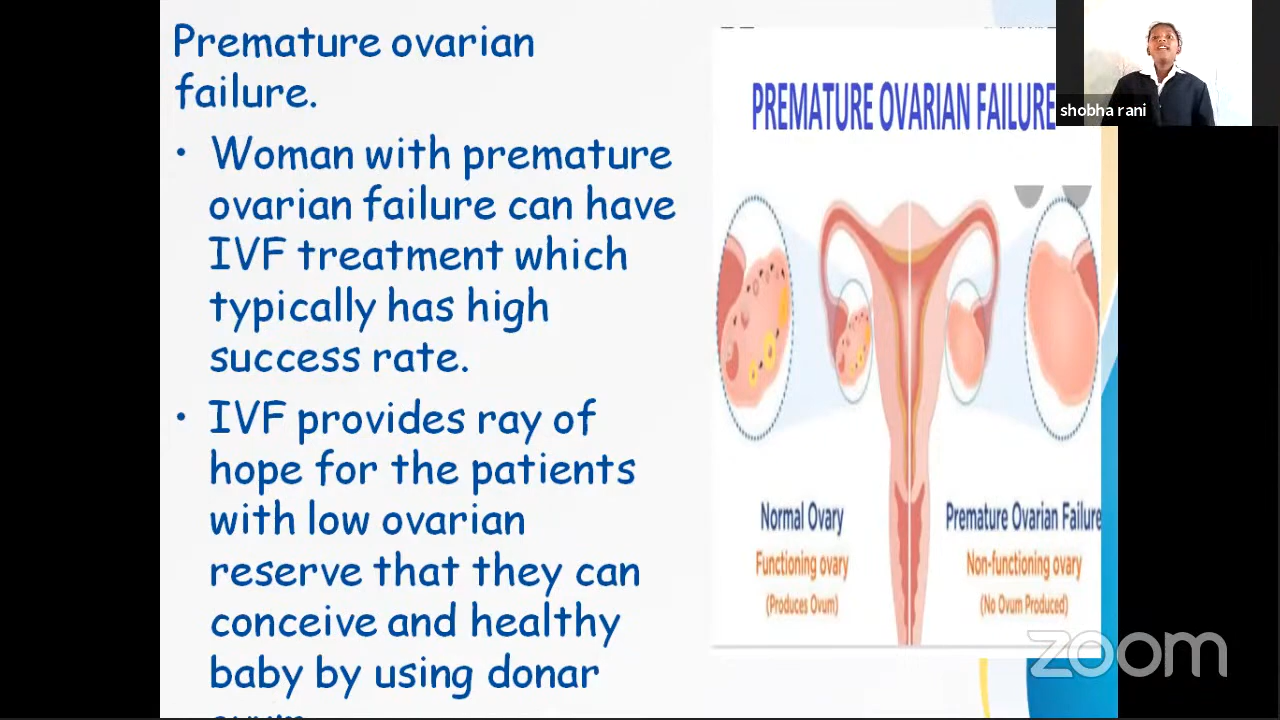 Premature ovarian
failure.
• Woman with premature
ovarian failure can have
IVF treatment which
typically has high
success rate.
• IVF provides ray of
hope for the patients
with low ovarian
reserve that they can
conceive and healthy
baby by using donar
PREMATURE OVARIAN FAILURE
Normal Ovary
Functioning ovary
(Produces Ovum)
Premature Ovarian Failure
Non-functioning ovary
(No Ovum Produced)
shobha rani
zoom